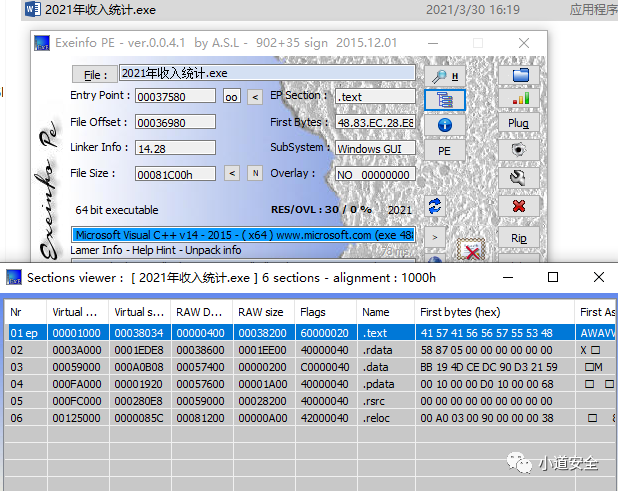 2021年收入统计.exe 2021/3/30 16:19 应用程序
Exeinfo PE - ver.0.0.4.1 by A.S.L - 902+35 sign 2015.12.01
File : 2021年收入统计.exe H
Entry Point : 00037580 oo < EP Section : .text
File Offset : 00036980 First Bytes : 48.83.EC.28.E8 Plug
Linker Info : 14.28 SubSystem : Windows GUI PE
File Size : 00081C00h < N Overlay : NO 00000000
64 bit executable RES/OVL : 30 / 0 % 2021
Microsoft Visual C++ v14 - 2015 - ( x64 ) www.microsoft.com (exe 488 > Rip
Lamer Info - Help Hint - Unpack info
Exeinfo Pe
Sections viewer : [ 2021年收入统计.exe ] 6 sections - alignment : 1000h
Nr Virtual ... Virtual s... RAW D... RAW size Flags Name First bytes (hex) First As
01 ep 00001000 00038034 00000400 00038200 60000020 .text 41 57 41 56 56 57 55 53 48 AWAVV
02 0003A000 0001EDE8 00038600 0001EE00 40000040 .rdata 58 87 05 00 00 00 00 00 00 X □
03 00059000 000A0B08 00057400 00000200 C0000040 .data BB 19 4D CE DC 90 D3 21 59 □M
04 000FA000 00001920 00057600 00001A00 40000040 .pdata 00 10 00 00 D0 10 00 00 68 □ □
05 000FC000 000280E8 00059000 00028200 40000040 .rsrc 00 00 00 00 00 00 00 00 00
06 00125000 0000085C 00081200 00000A00 42000040 .reloc 00 A0 03 00 90 00 00 00 38 □ 8
小道安全